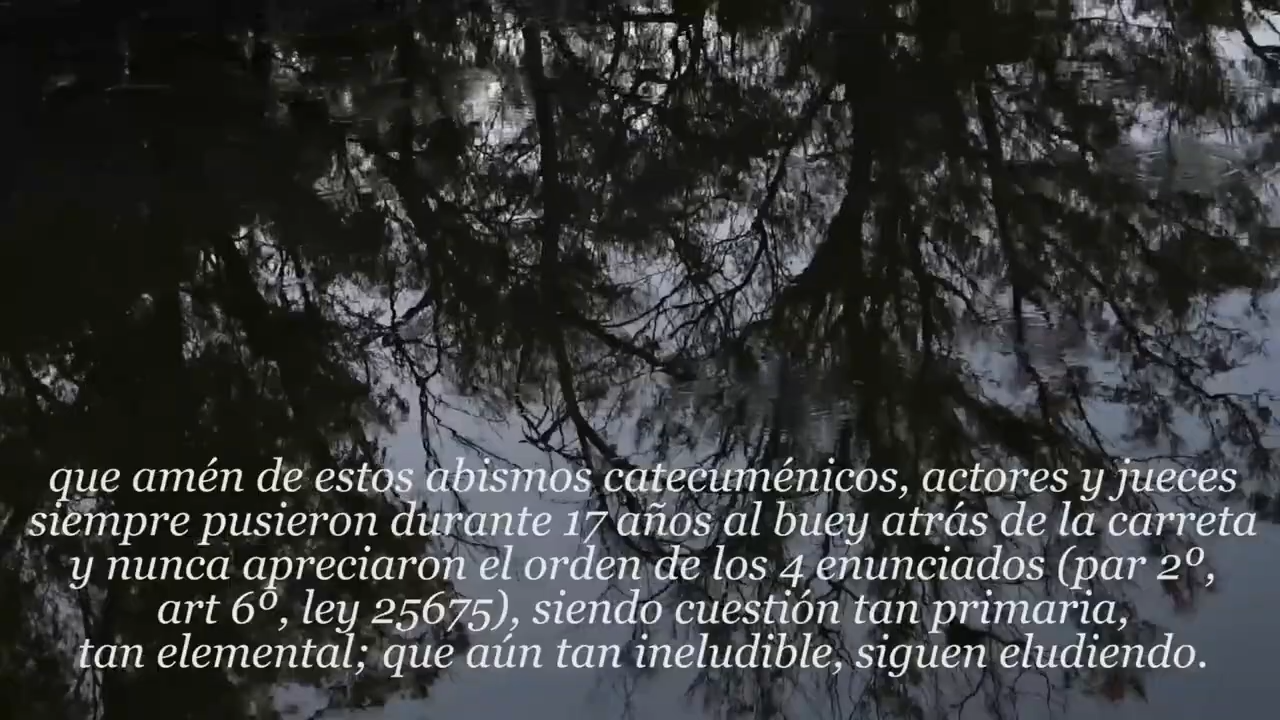 que amén de estos abismos catecuménicos, actores y jueces
siempre pusieron durante 17 años al buey atrás de la carreta
y nunca apreciaron el orden de los 4 enunciados (par 2º,
art 6º, ley 25675), siendo cuestión tan primaria,
tan elemental; que aún tan ineludible, siguen eludiendo.